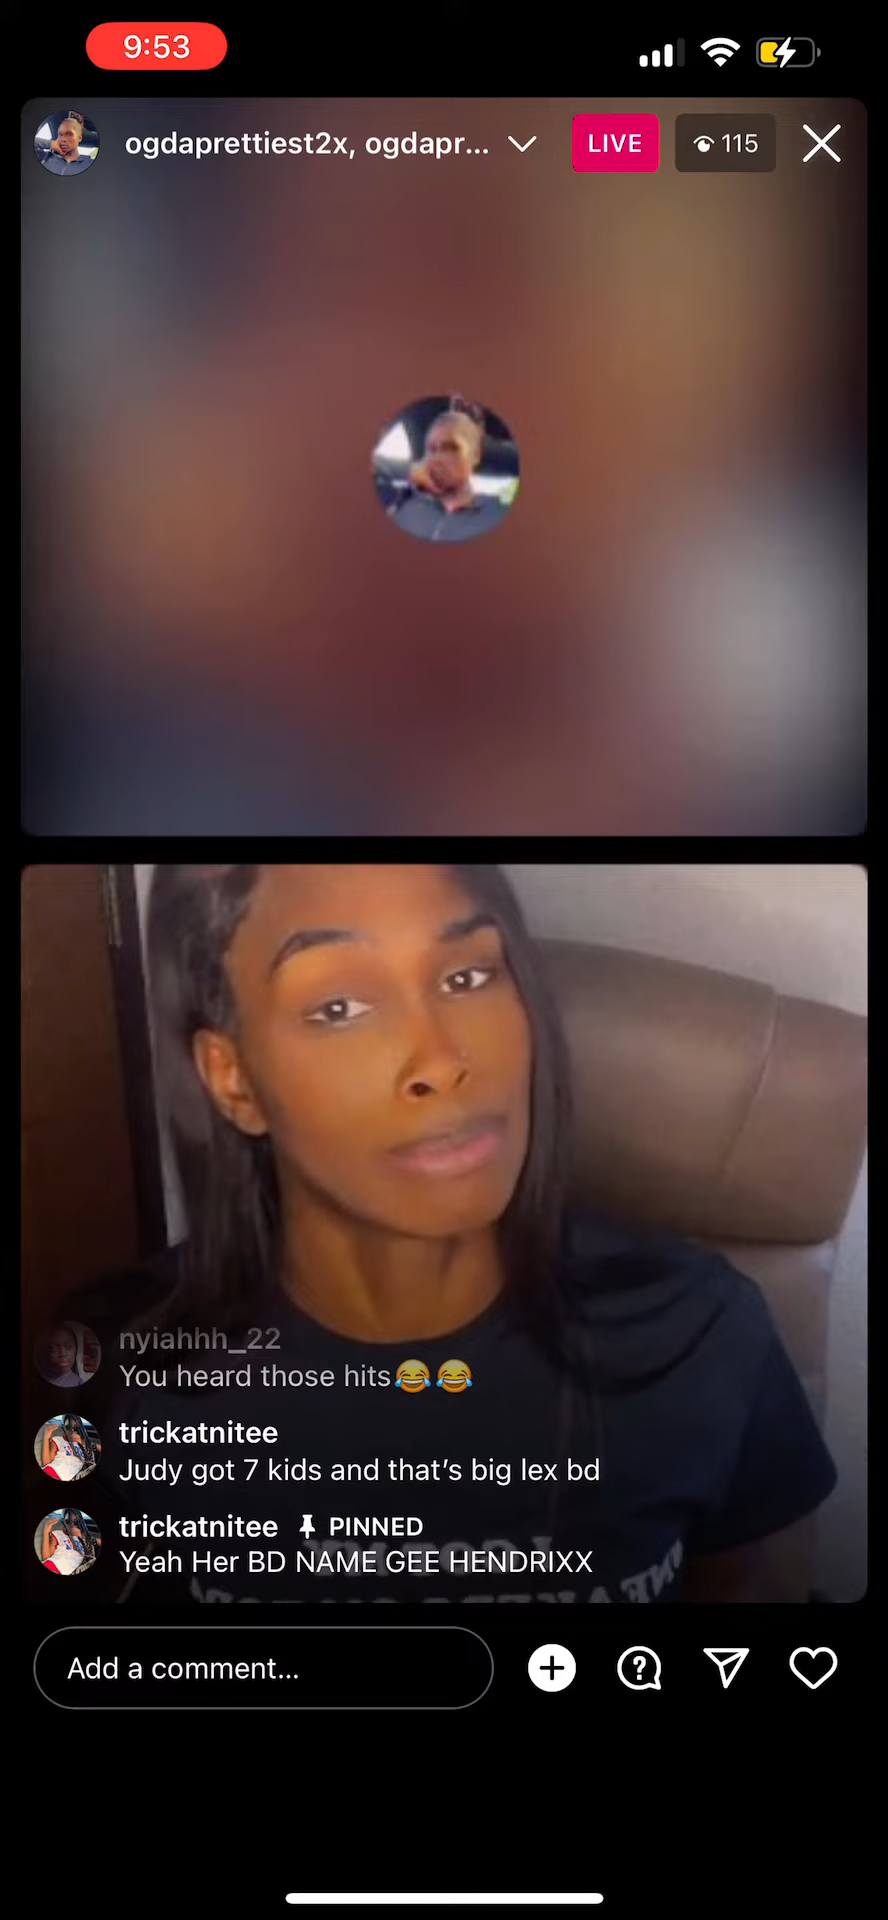 9:53
ogdaprettiest2x, ogdapr...
LIVE
115
nyiahhh_22
You heard those hits😂😂
trickatnitee
Judy got 7 kids and that's big lex bd
trickatnitee PINNED
Yeah Her BD NAME GEE HENDRIXX
Add a comment...